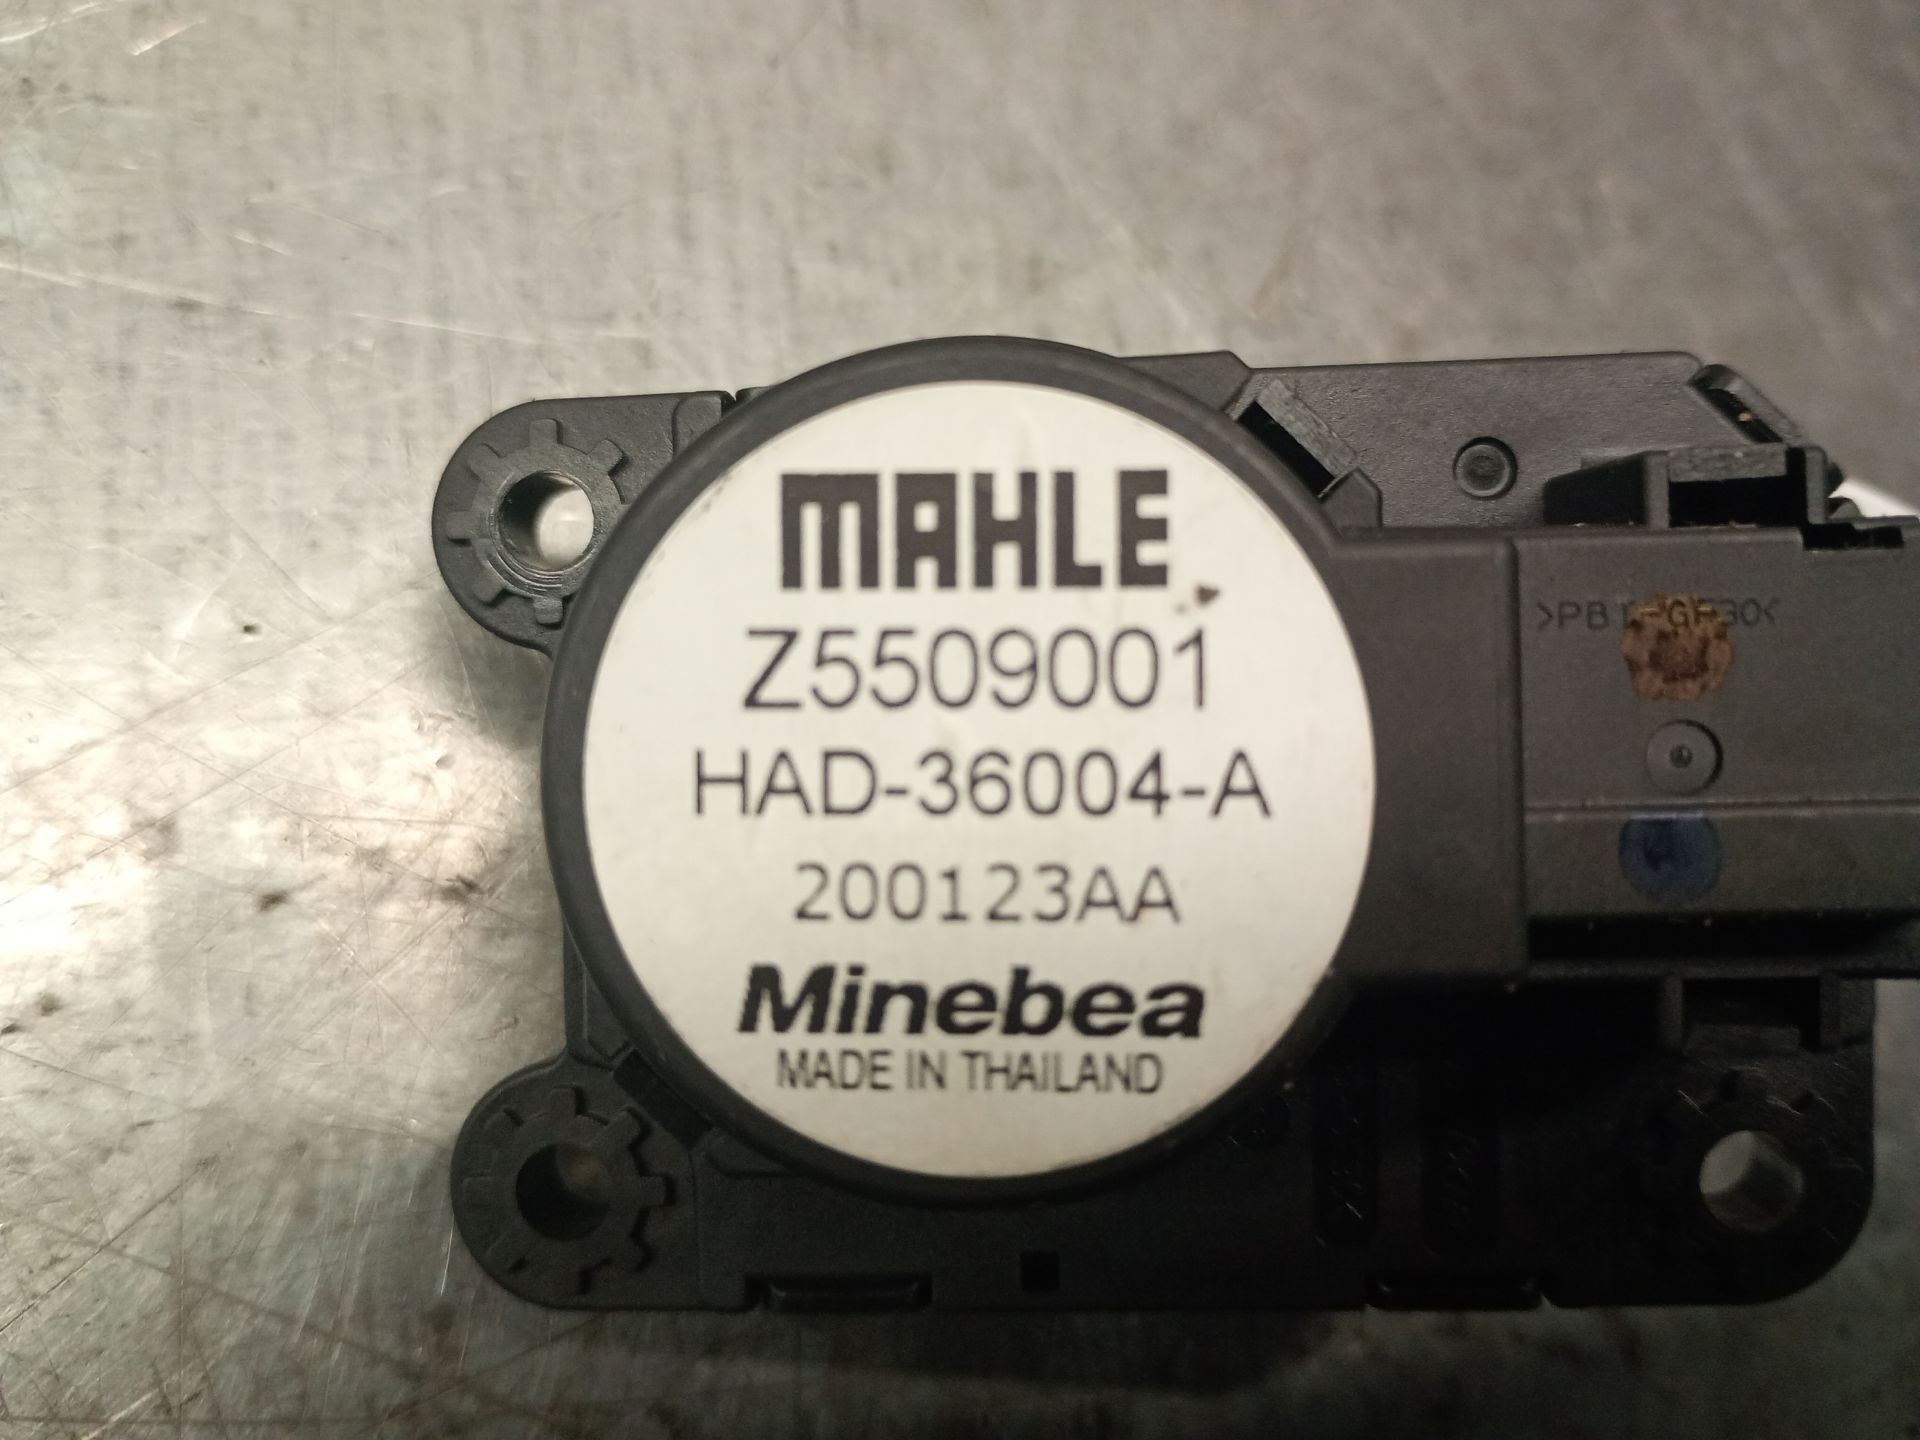 MAHLE
Z5509001
HAD-36004-A
200123AA
Minebea
MADE IN THAILAND